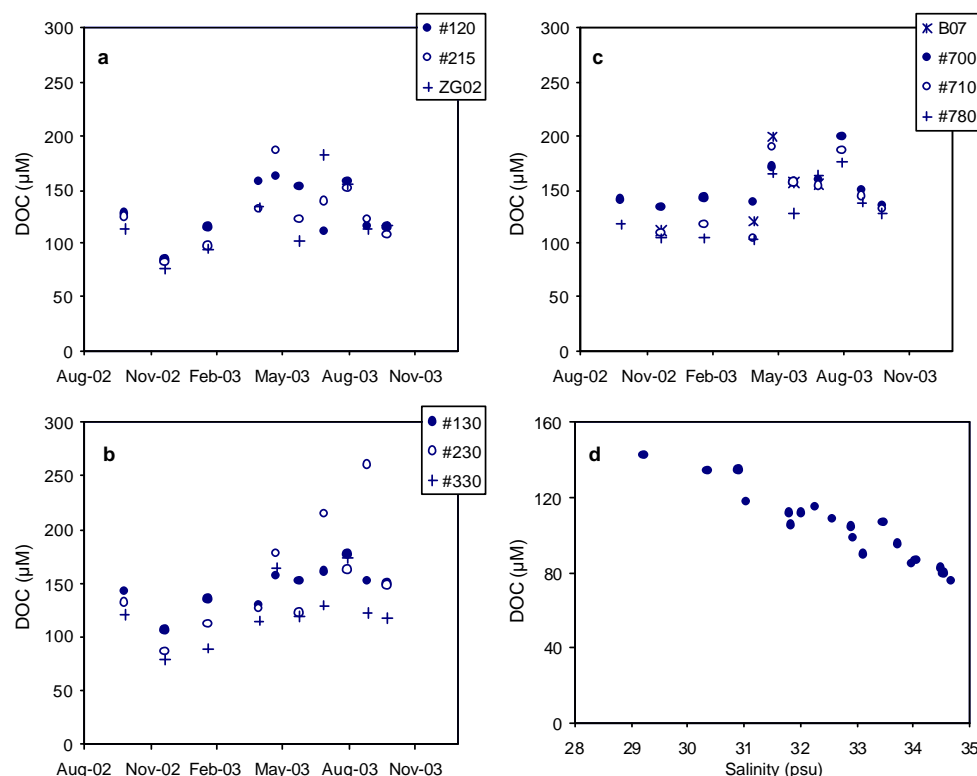 a
#120
#215
ZG02
DOC (µM)
300
250
200
150
100
50
0
Aug-02 Nov-02 Feb-03 May-03 Aug-03 Nov-03
c
B07
#700
#710
#780
DOC (µM)
300
250
200
150
100
50
0
Aug-02 Nov-02 Feb-03 May-03 Aug-03 Nov-03
b
#130
#230
#330
DOC (µM)
300
250
200
150
100
50
0
Aug-02 Nov-02 Feb-03 May-03 Aug-03 Nov-03
d
DOC (µM)
160
120
80
40
0
28 29 30 31 32 33 34 35
Salinity (psu)